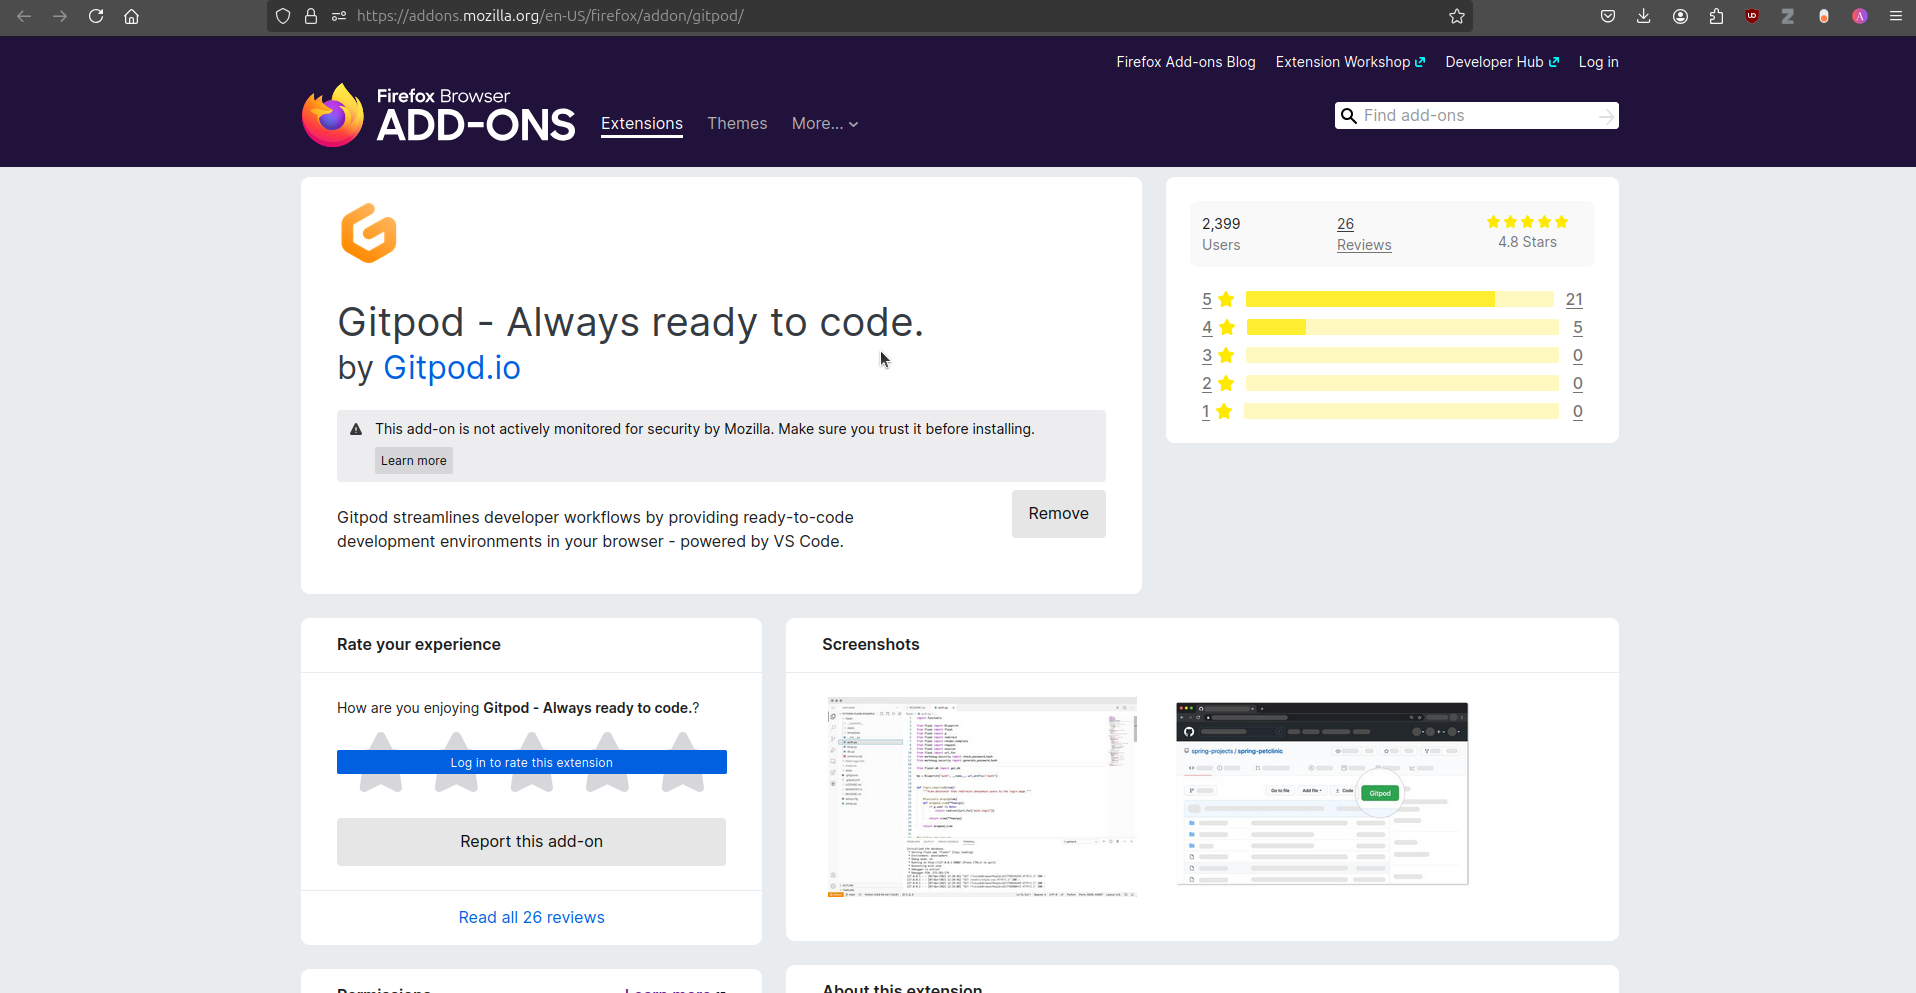 https://addons.mozilla.org/en-US/firefox/addon/gitpod/
Firefox Add-ons Blog
Extension Workshop
Developer Hub
Log in
Firefox Browser
ADD-ONS
Extensions
Themes
More...
Find add-ons
Gitpod - Always ready to code.
by Gitpod.io
This add-on is not actively monitored for security by Mozilla. Make sure you trust it before installing.
Learn more
Gitpod streamlines developer workflows by providing ready-to-code
development environments in your browser - powered by VS Code.
Remove
2,399
Users
26
Reviews
4.8 Stars
5 21
4 5
3 0
2 0
1 0
Rate your experience
How are you enjoying Gitpod - Always ready to code.?
Log in to rate this extension
Report this add-on
Read all 26 reviews
Screenshots
spring-projects / spring-petclinic
Go to file
Add file
Code
Gitpod
Permissions
Learn more
About this extension